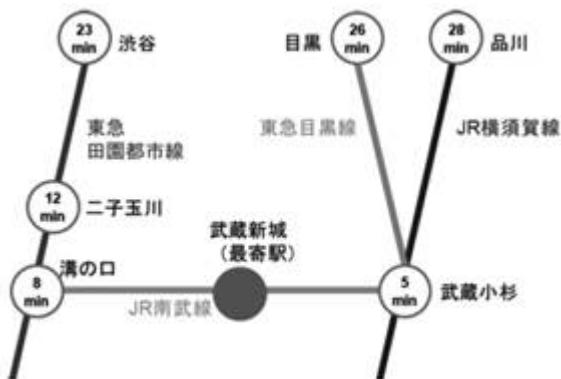 23
min
渋谷
26
min
目黒
28
min
品川
東急
田園都市線
東急目黒線
JR横須賀線
12
min
二子玉川
武蔵新城
（最寄駅）
溝の口
8
min
JR南武線
5
min
武蔵小杉